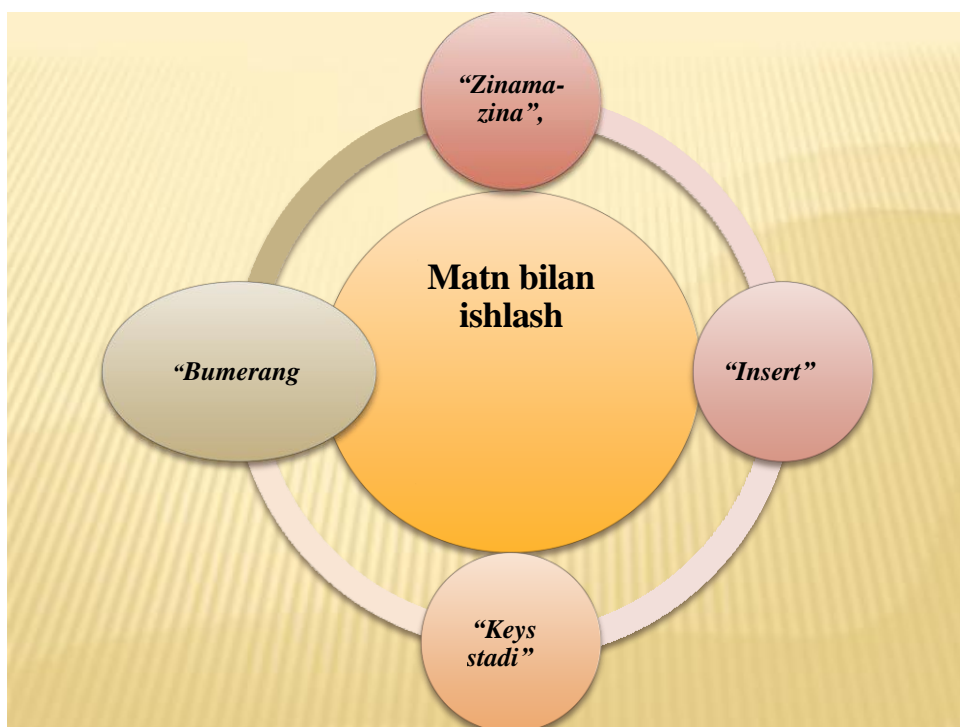 “Zinama-
zina”,
Matn bilan
ishlash
“Bumerang
“Insert”
“Keys
stadi”